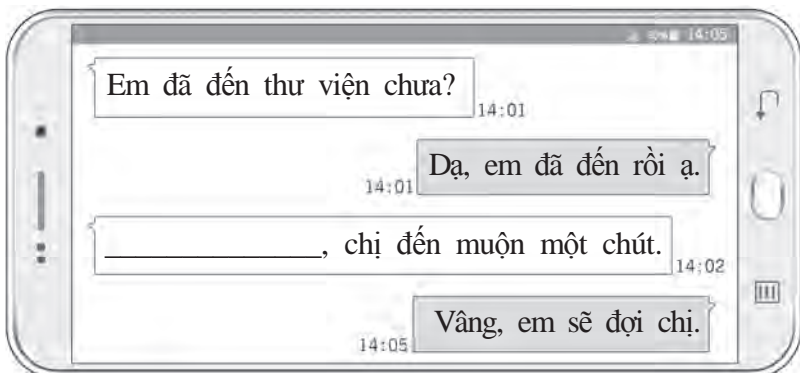 14:05
Em đã đến thư viện chưa?
14:01
Dạ, em đã đến rồi ạ.
14:01
_______________, chị đến muộn một chút.
14:02
Vâng, em sẽ đợi chị.
14:05